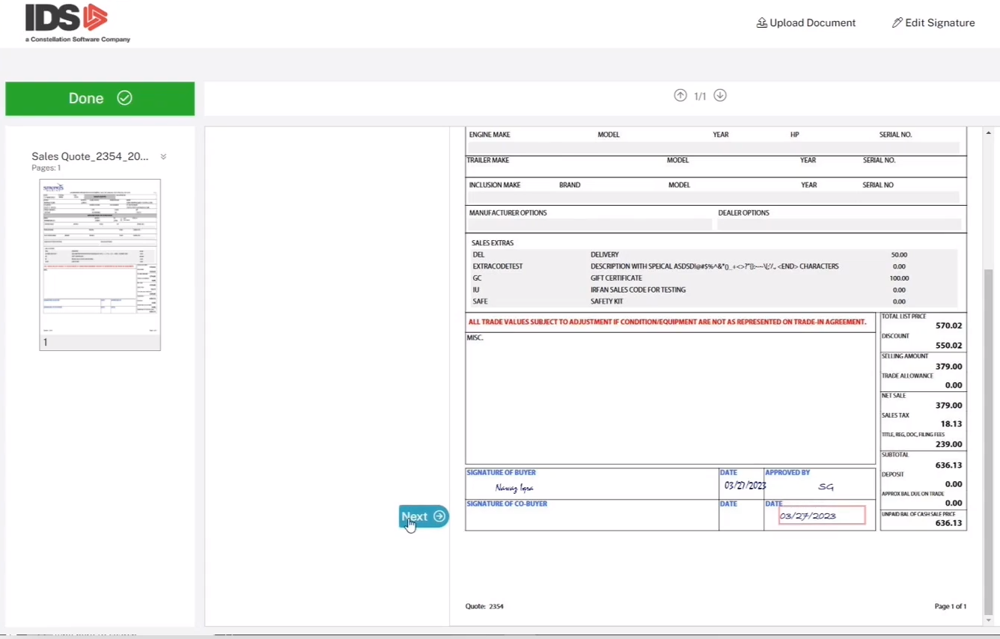 IDS
a Constellation Software Company
Upload Document
Edit Signature
Done
1/1
Sales Quote_2354_20...
Pages: 1
1
ENGINE MAKE MODEL YEAR HP SERIAL NO.
TRAILER MAKE MODEL YEAR SERIAL NO.
INCLUSION MAKE BRAND MODEL YEAR SERIAL NO
MANUFACTURER OPTIONS DEALER OPTIONS
SALES EXTRAS
DEL DELIVERY 50.00
EXTRACODETEST DESCRIPTION WITH SPEICAL <END> CHARACTERS 0.00
GC GIFT CERTIFICATE 100.00
IU IRFAN SALES CODE FOR TESTING 0.00
SAFE SAFETY KIT 0.00
ALL TRADE VALUES SUBJECT TO ADJUSTMENT IF CONDITION/EQUIPMENT ARE NOT AS REPRESENTED ON TRADE-IN AGREEMENT.
MISC.
TOTAL LIST PRICE
570.02
DISCOUNT
550.02
SELLING AMOUNT
379.00
TRADE ALLOWANCE
0.00
NET SALE
379.00
SALES TAX
18.13
TITLE, REG, DOC, FILING FEES
239.00
SUBTOTAL
636.13
DEPOSIT
0.00
APPROX BAL DUE ON TRADE
0.00
UNPAID BAL OF CASH SALE PRICE
636.13
SIGNATURE OF BUYER DATE APPROVED BY
Nawaz Iqra 03/27/2023 SG
SIGNATURE OF CO-BUYER DATE DATE
03/27/2023
Next
Quote: 2354 Page 1 of 1